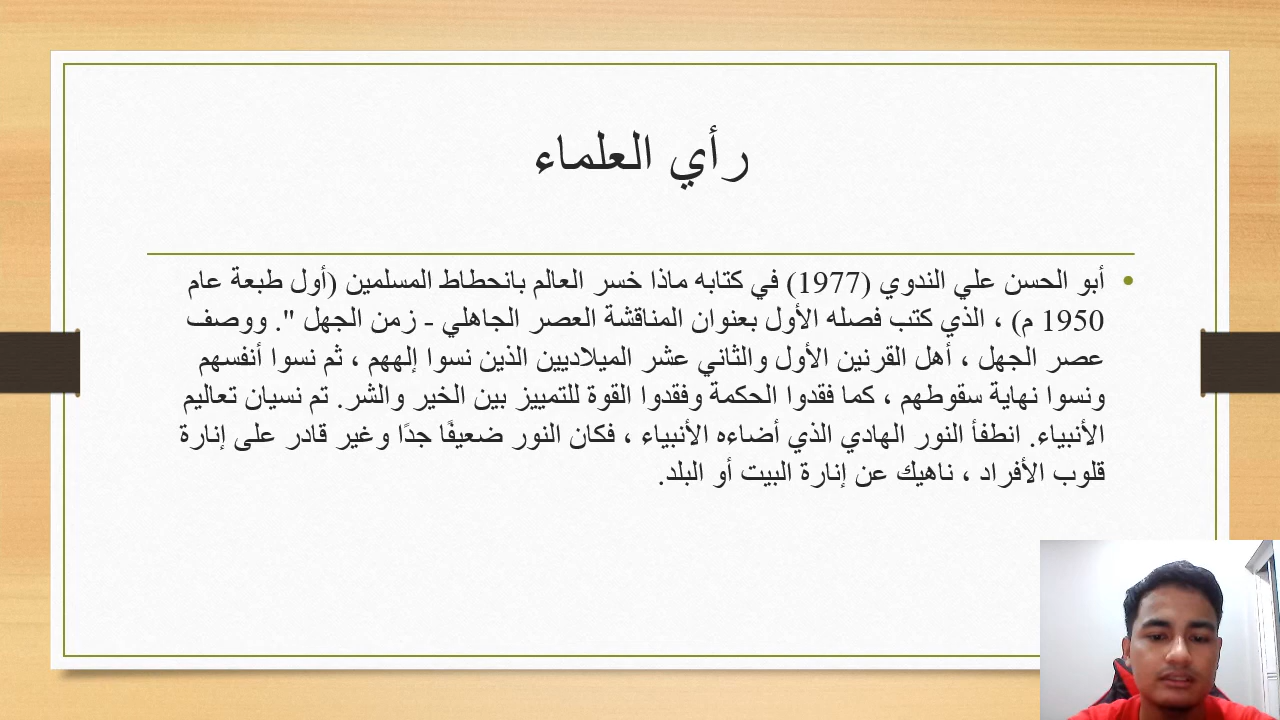 رأي العلماء
أبو الحسن علي الندوي (1977) في كتابه ماذا خسر العالم بانحطاط المسلمين (أول طبعة عام
1950 م) ، الذي كتب فصله الأول بعنوان المناقشة العصر الجاهلي - زمن الجهل ". ووصف
عصر الجهل ، أهل القرنين الأول والثاني عشر الميلاديين الذين نسوا إلههم ، ثم نسوا أنفسهم
ونسوا نهاية سقوطهم ، كما فقدوا الحكمة وفقدوا القوة للتمييز بين الخير والشر. تم نسيان تعاليم
الأنبياء. انطفأ النور الهادي الذي أضاءه الأنبياء ، فكان النور ضعيفًا جدًا وغير قادر على إنارة
قلوب الأفراد ، ناهيك عن إنارة البيت أو البلد.